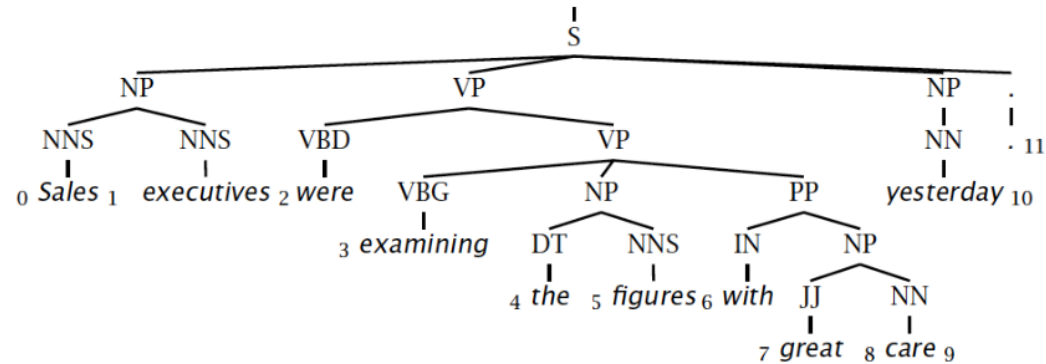 S
NP VP NP .
NNS NNS VBD VP NN . 11
0 Sales 1 executives 2 were VBG NP PP yesterday 10
3 examining DT NNS IN NP
4 the 5 figures 6 with JJ NN
7 great 8 care 9